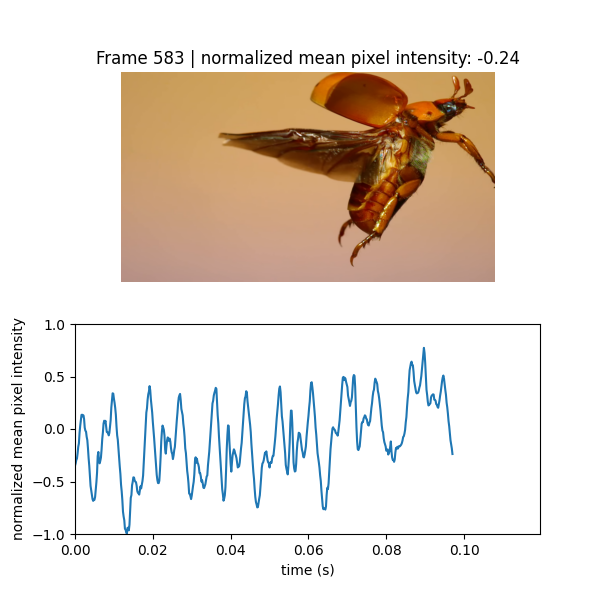 Frame 583 | normalized mean pixel intensity: -0.24
normalized mean pixel intensity
1.0
0.5
0.0
−0.5
−1.0
0.00 0.02 0.04 0.06 0.08 0.10
time (s)